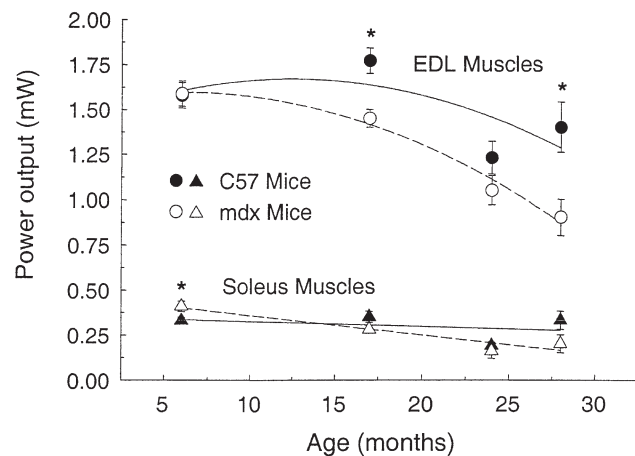 Power output (mW)
2.00
1.75
1.50
1.25
1.00
0.75
0.50
0.25
0.00
*
*
EDL Muscles
C57 Mice
mdx Mice
*
Soleus Muscles
5 10 15 20 25 30
Age (months)